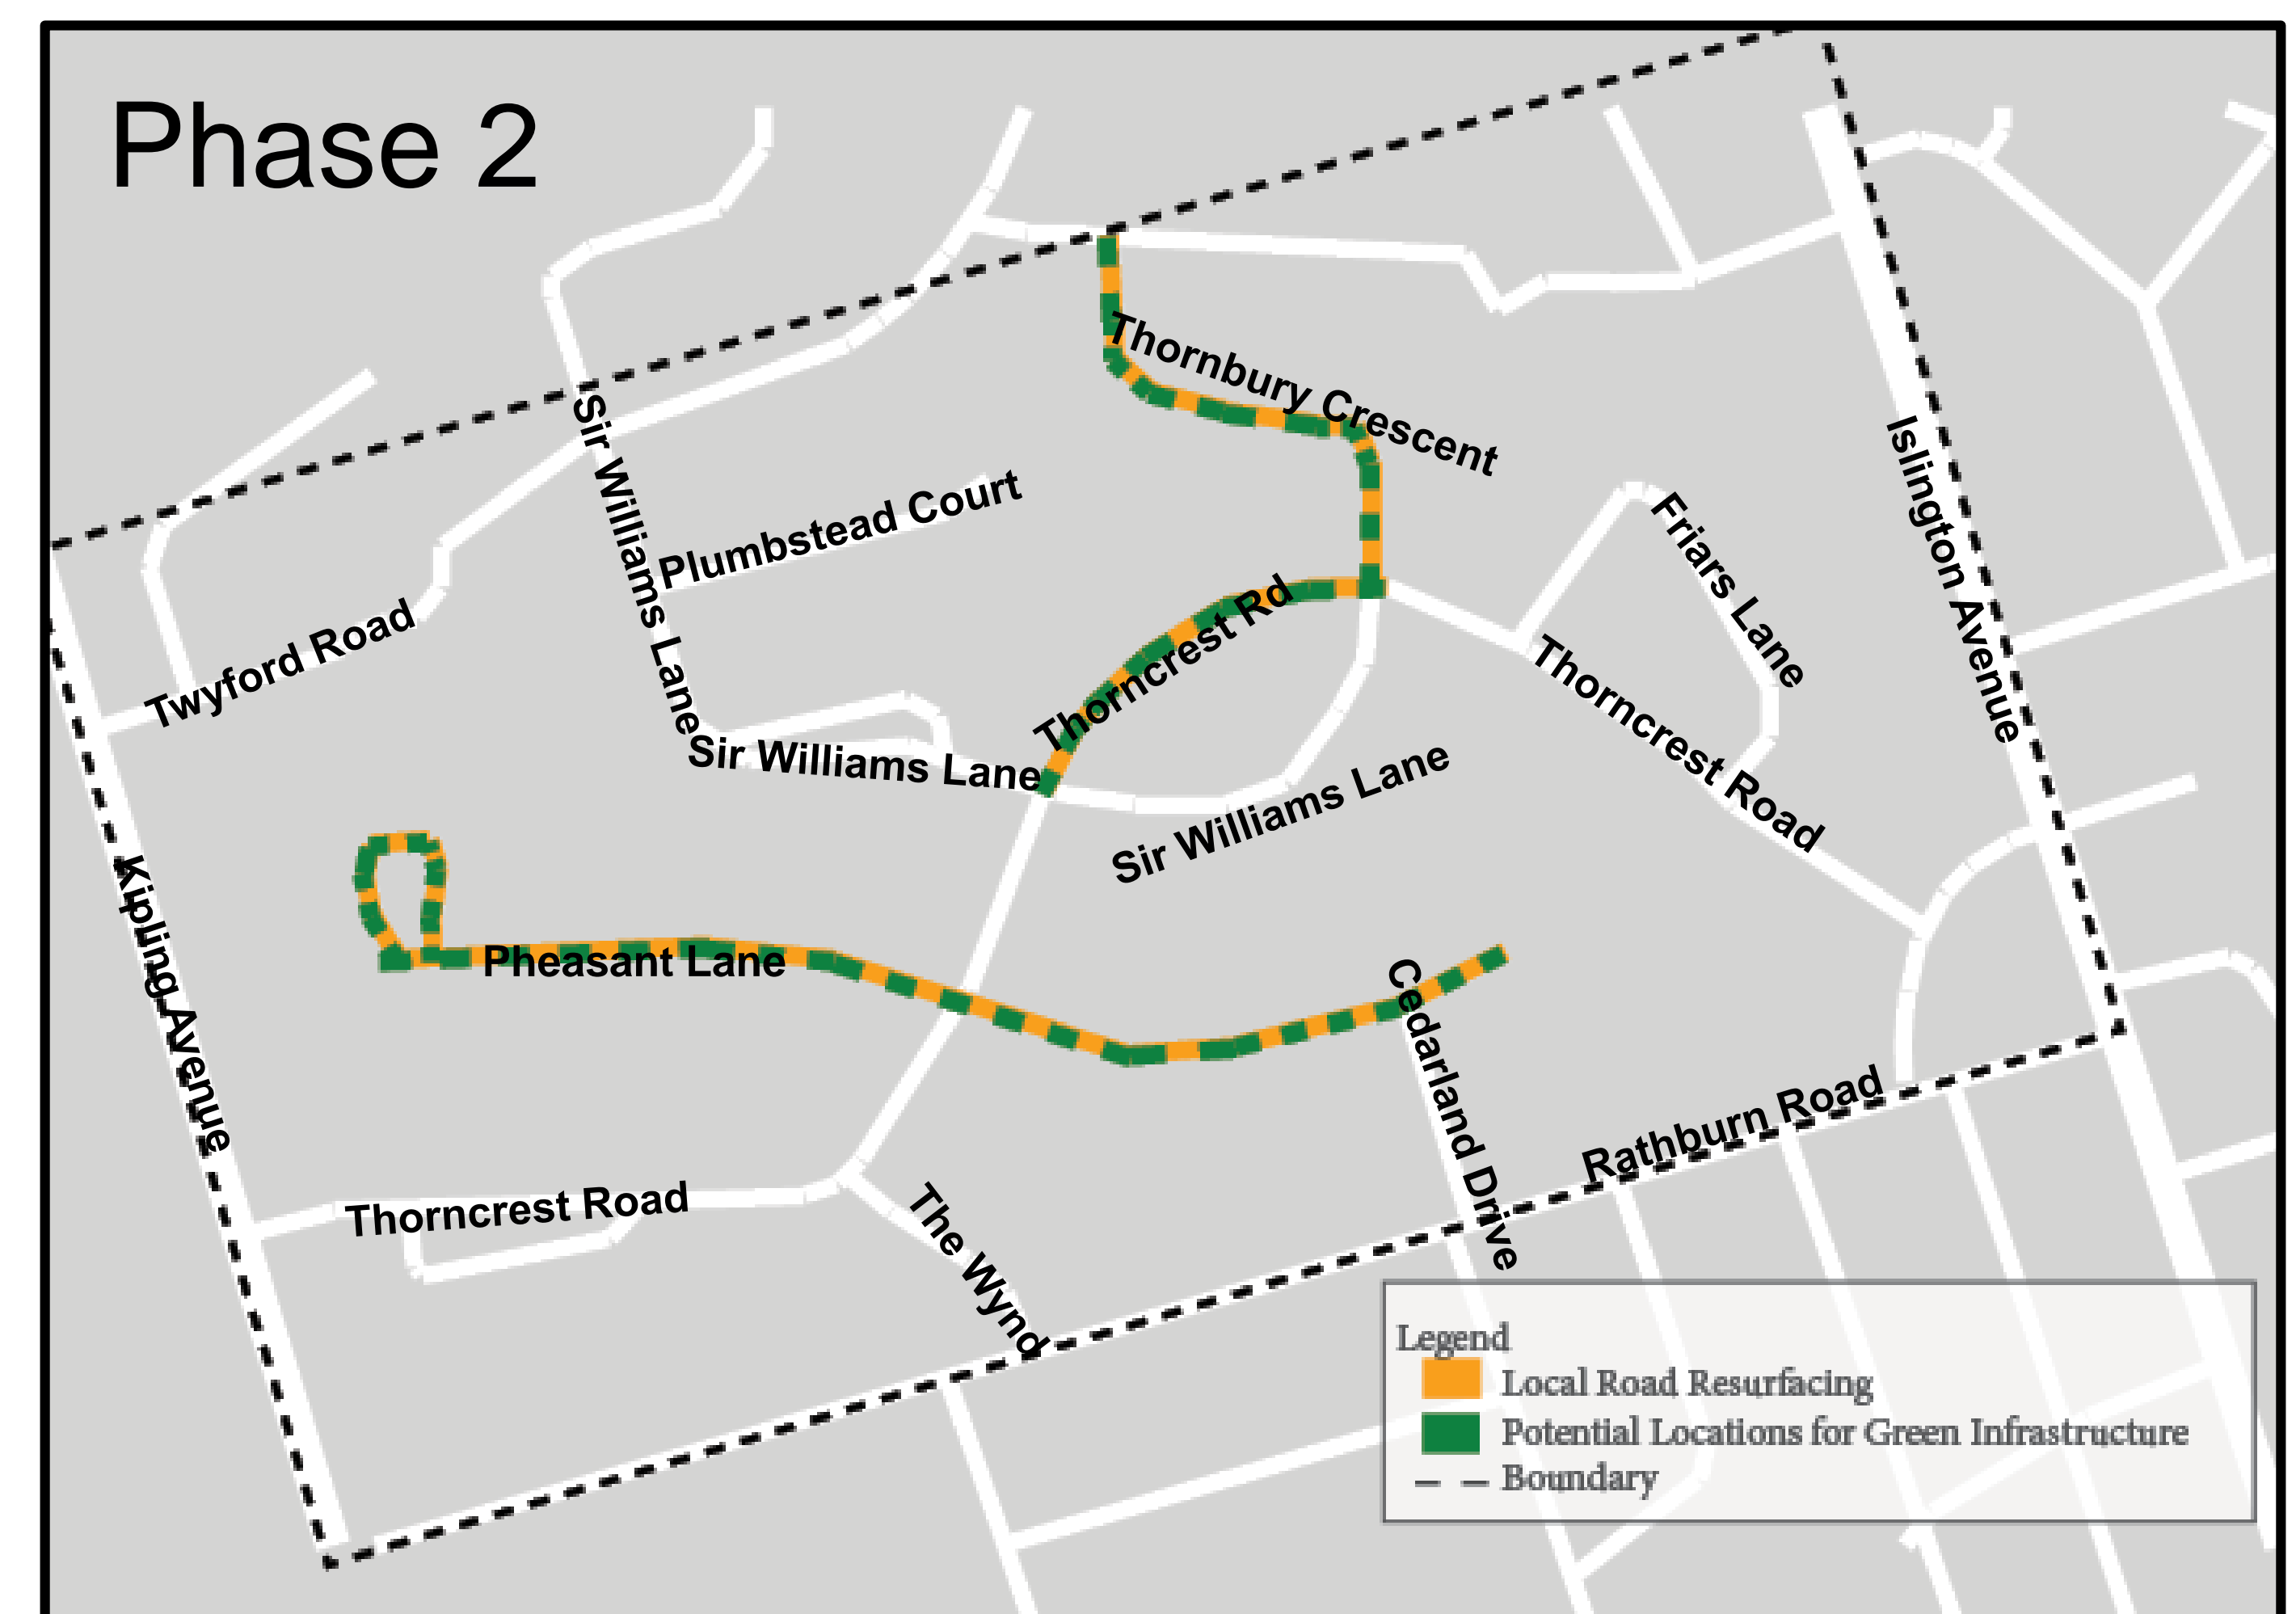 Phase 2
Thornbury Crescent
Sir Williams Lane
Plumbstead Court
Islington Avenue
Friars Lane
Twyford Road
Thorncrest Rd
Thorncrest Road
Sir Williams Lane
Sir Williams Lane
Kipling Avenue
Pheasant Lane
Cedarland Drive
Rathburn Road
Thorncrest Road
The Wynd
Legend
Local Road Resurfacing
Potential Locations for Green Infrastructure
Boundary